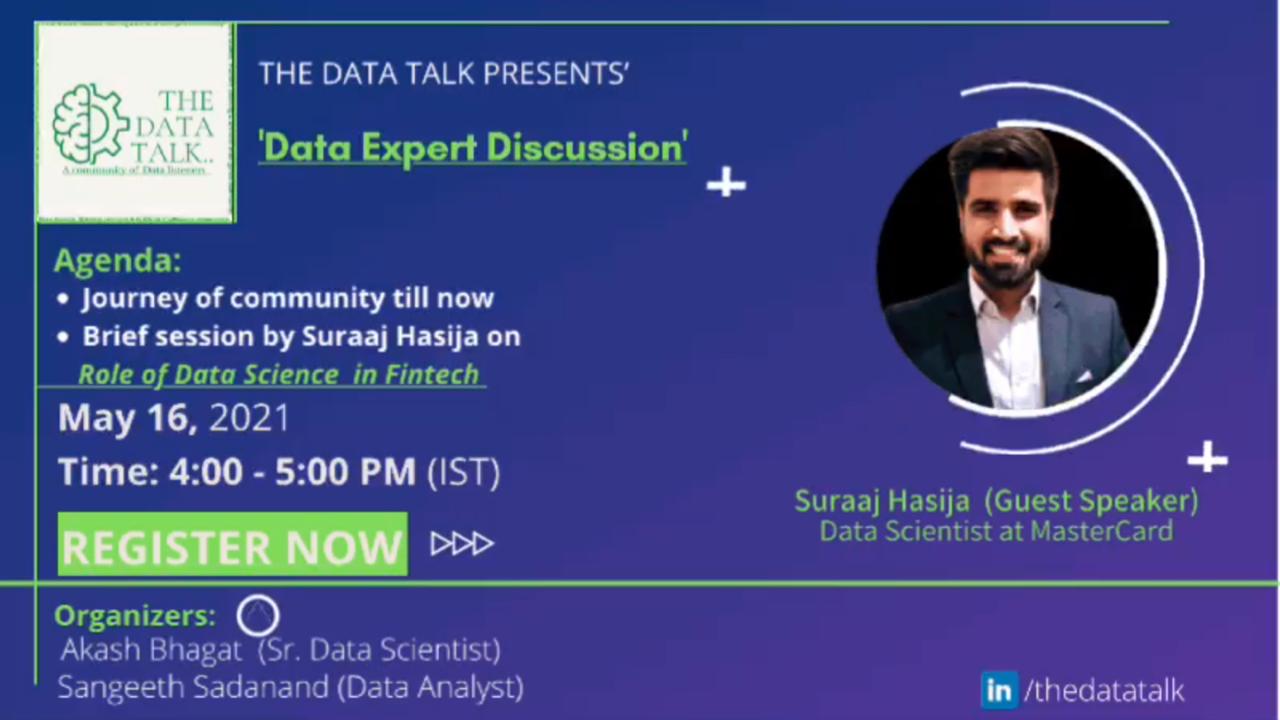 THE
DATA
TALK..
A community of Data listeners
THE DATA TALK PRESENTS'
'Data Expert Discussion'
Agenda:
• Journey of community till now
• Brief session by Suraaj Hasija on
Role of Data Science in Fintech
May 16, 2021
Time: 4:00 - 5:00 PM (IST)
REGISTER NOW
Suraaj Hasija (Guest Speaker)
Data Scientist at MasterCard
Organizers:
Akash Bhagat (Sr. Data Scientist)
Sangeeth Sadanand (Data Analyst)
in /thedatatalk